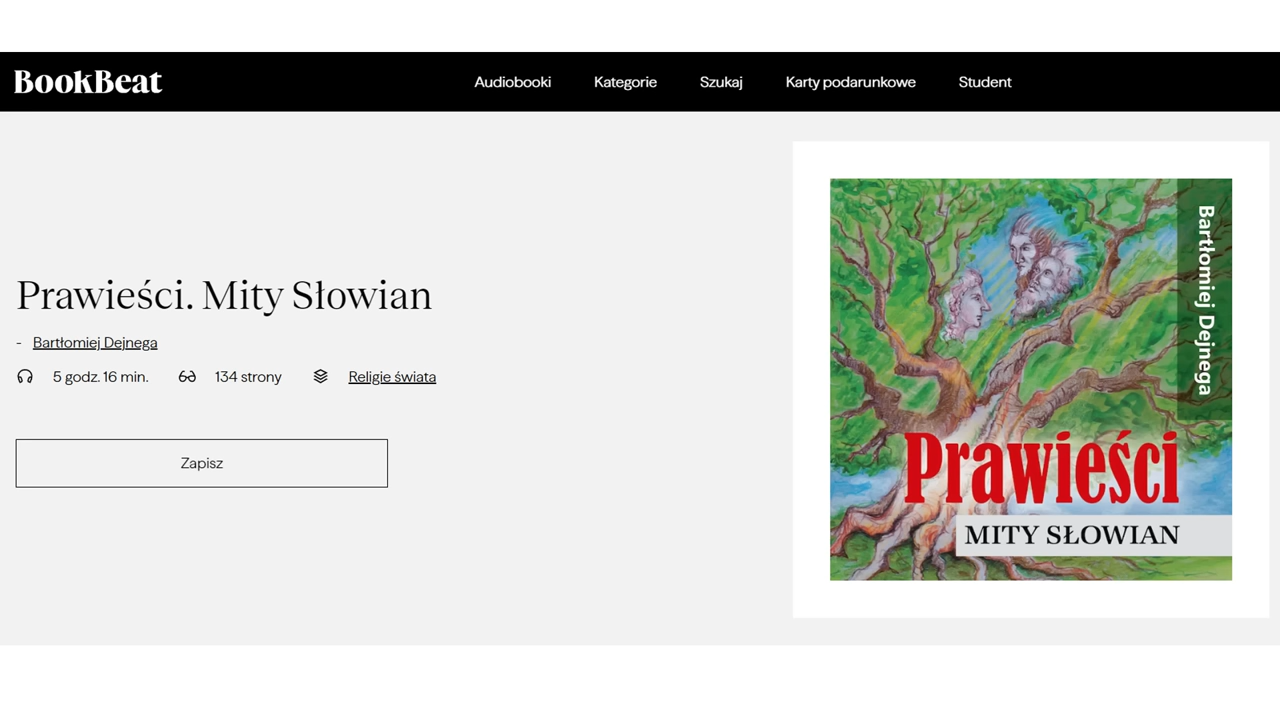 BookBeat
Audiobooki Kategorie Szukaj Karty podarunkowe Student
Prawieści. Mity Słowian
- Bartłomiej Dejnega
5 godz. 16 min. 134 strony Religie świata
Zapisz
Bartłomiej Dejnega
Prawieści
MITY SŁOWIAN